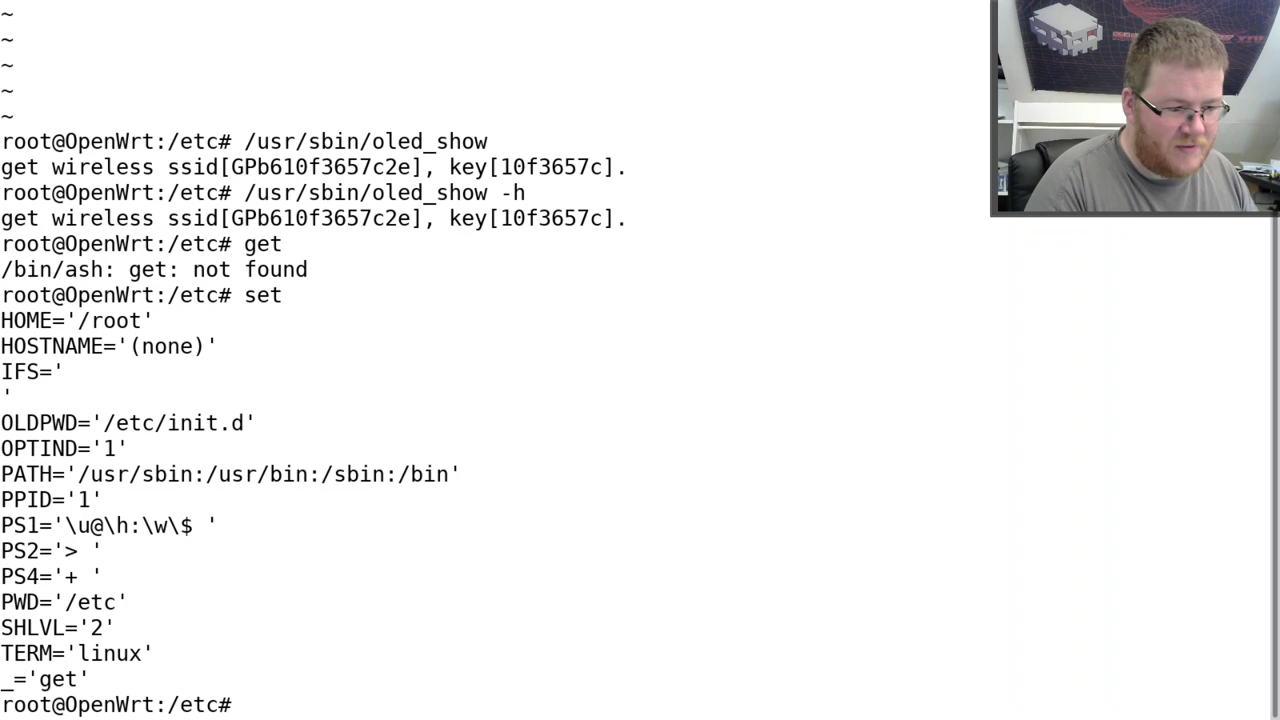 ~
~
~
~
~
root@OpenWrt:/etc# /usr/sbin/oled_show
get wireless ssid[GPb610f3657c2e], key[10f3657c].
root@OpenWrt:/etc# /usr/sbin/oled_show -h
get wireless ssid[GPb610f3657c2e], key[10f3657c].
root@OpenWrt:/etc# get
/bin/ash: get: not found
root@OpenWrt:/etc# set
HOME='/root'
HOSTNAME='(none)'
IFS='
'
OLDPWD='/etc/init.d'
OPTIND='1'
PATH='/usr/sbin:/usr/bin:/sbin:/bin'
PPID='1'
PS1='\u@\h:\w\$ '
PS2='> '
PS4='+ '
PWD='/etc'
SHLVL='2'
TERM='linux'
_='get'
root@OpenWrt:/etc#